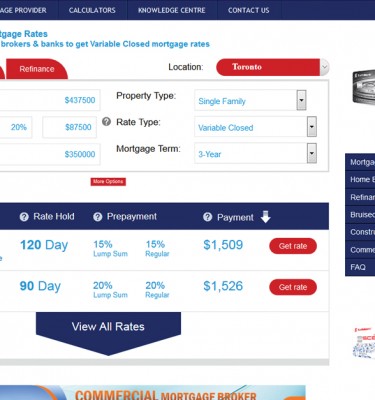 GAGE PROVIDER CALCULATORS KNOWLEDGE CENTRE CONTACT US
tgage Rates
brokers & banks to get Variable Closed mortgage rates
Refinance
Location: Toronto
$437500 Property Type: Single Family
20% $87500 Rate Type: Variable Closed
$350000 Mortgage Term: 3-Year
More Options
Rate Hold Prepayment Payment
120 Day 15% 15% $1,509 Get rate
Lump Sum Regular
90 Day 20% 20% $1,526 Get rate
Lump Sum Regular
View All Rates
Mortga
Home E
Refinan
Bruised
Constru
Comme
FAQ
COMMERCIAL MORTGAGE BROKER